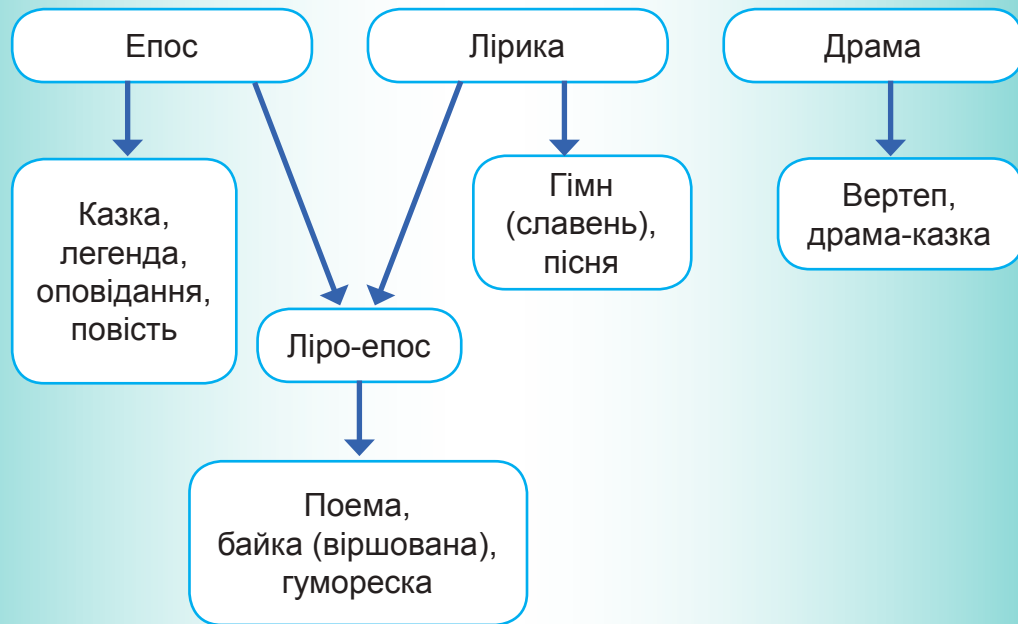 Епос
Лірика
Драма
Казка,
легенда,
оповідання,
повість
Гімн
(славень),
пісня
Вертеп,
драма-казка
Ліро-епос
Поема,
байка (віршована),
гумореска